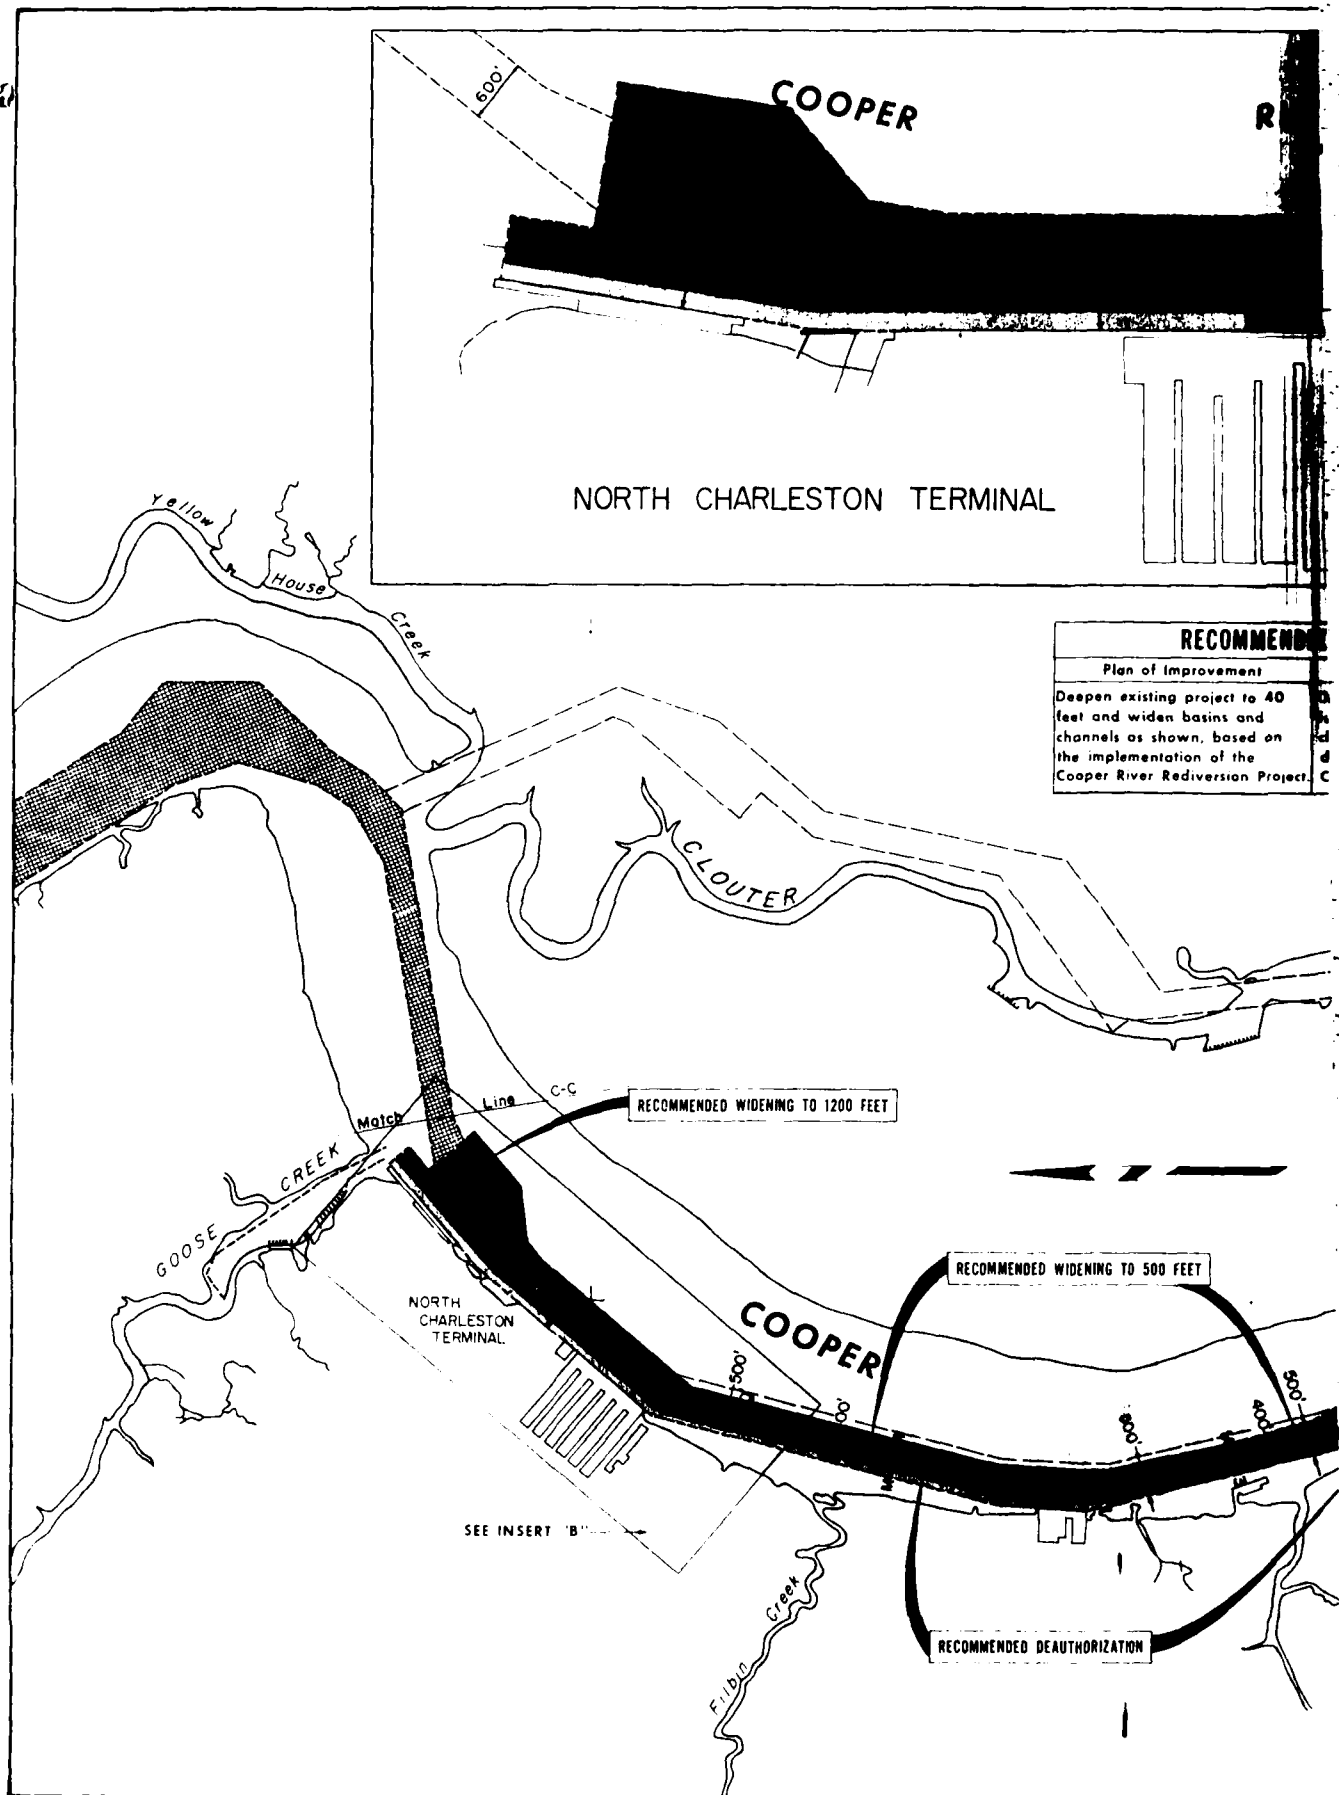 600'
COOPER
R
NORTH CHARLESTON TERMINAL
Yellow
House
Creek
RECOMMENDE
Plan of Improvement
Deepen existing project to 40
feet and widen basins and
channels as shown, based on
the implementation of the
Cooper River Rediversion Project.
CLOUTER
Match Line C-C
RECOMMENDED WIDENING TO 1200 FEET
GOOSE CREEK
RECOMMENDED WIDENING TO 500 FEET
NORTH
CHARLESTON
TERMINAL
COOPER
500'
00'
600'
400'
500'
SEE INSERT "B"
Filbin Creek
RECOMMENDED DEAUTHORIZATION